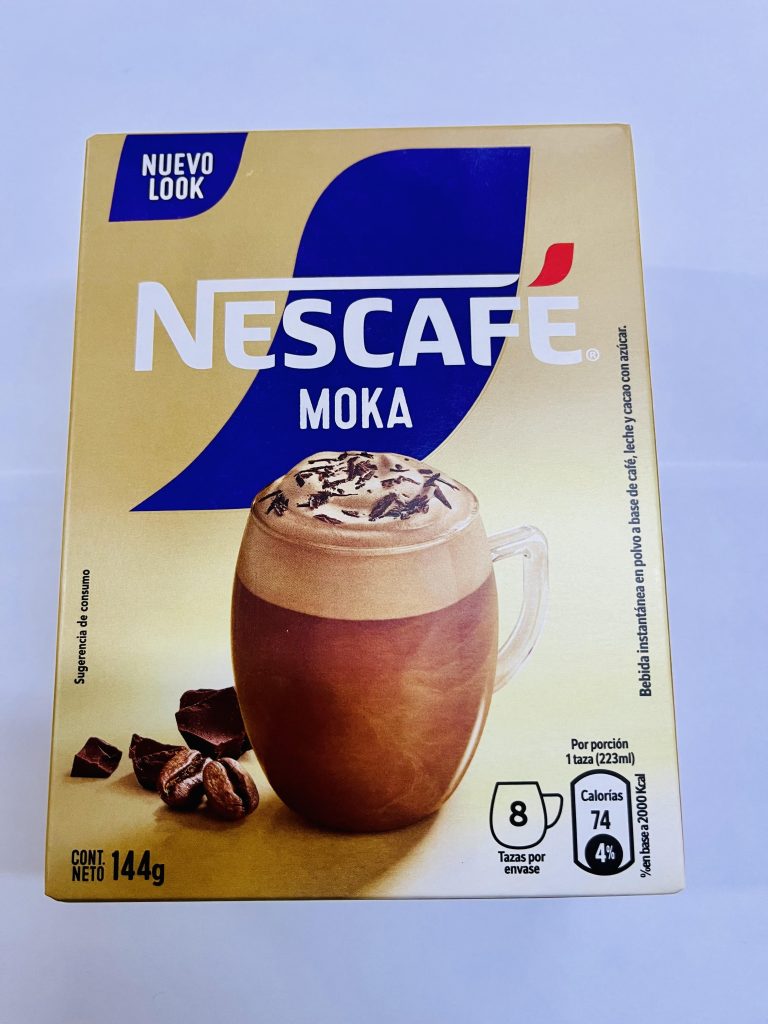 NUEVO
LOOK
NESCAFÉ®
MOKA
Bebida instantánea en polvo a base de café, leche y cacao con azúcar.
Sugerencia de consumo
Por porción
1 taza (223ml)
8
Tazas por
envase
Calorías
74
4%
%en base a 2000 Kcal
CONT.
NETO 144g